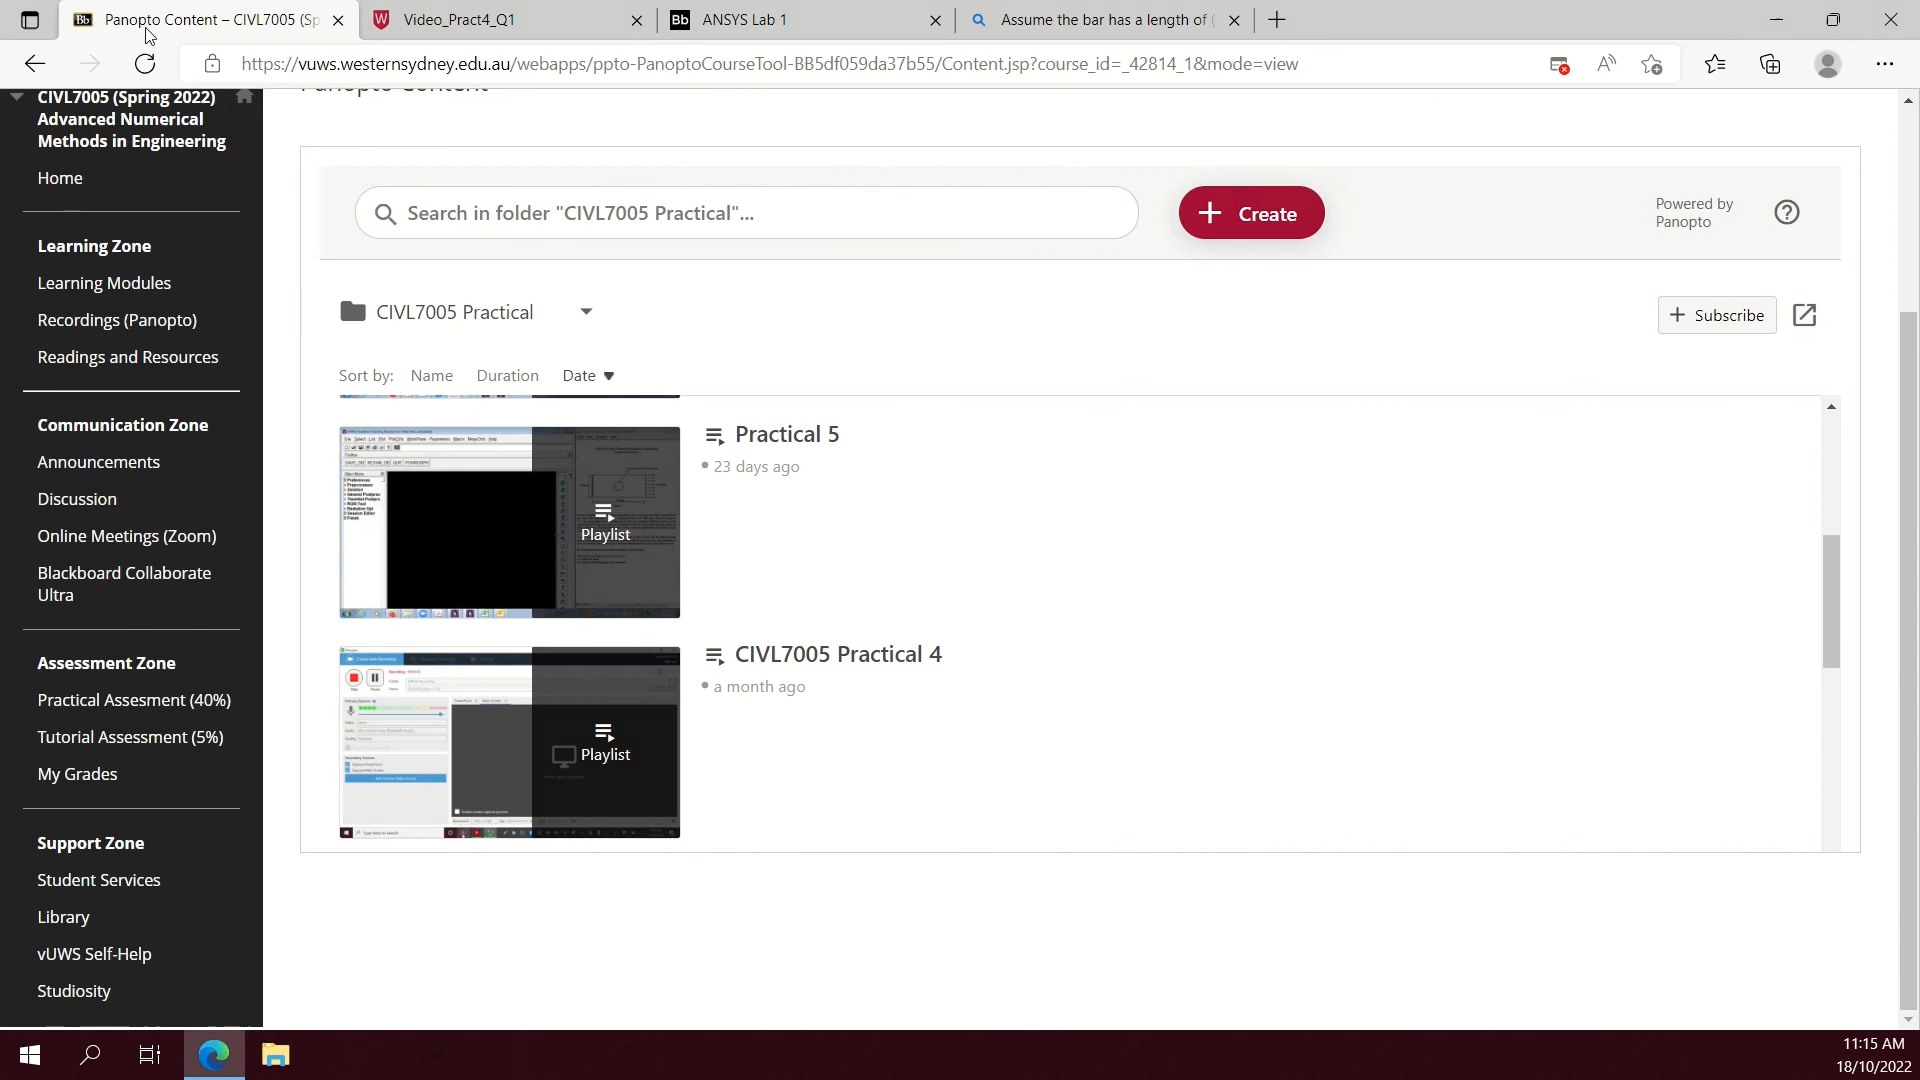 Panopto Content – CIVL7005 (Sp
Video_Pract4_Q1
ANSYS Lab 1
Assume the bar has a length of
https://vuws.westernsydney.edu.au/webapps/ppto-PanoptoCourseTool-BB5df059da37b55/Content.jsp?course_id=_42814_1&mode=view
CIVL7005 (Spring 2022)
Advanced Numerical
Methods in Engineering
Home
Learning Zone
Learning Modules
Recordings (Panopto)
Readings and Resources
Communication Zone
Announcements
Discussion
Online Meetings (Zoom)
Blackboard Collaborate
Ultra
Assessment Zone
Practical Assesment (40%)
Tutorial Assessment (5%)
My Grades
Support Zone
Student Services
Library
vUWS Self-Help
Studiosity
Panopto Content
Search in folder "CIVL7005 Practical"...
+ Create
Powered by
Panopto
CIVL7005 Practical
+ Subscribe
Sort by: Name Duration Date
Practical 5
• 23 days ago
Playlist
CIVL7005 Practical 4
• a month ago
Playlist
11:15 AM
18/10/2022